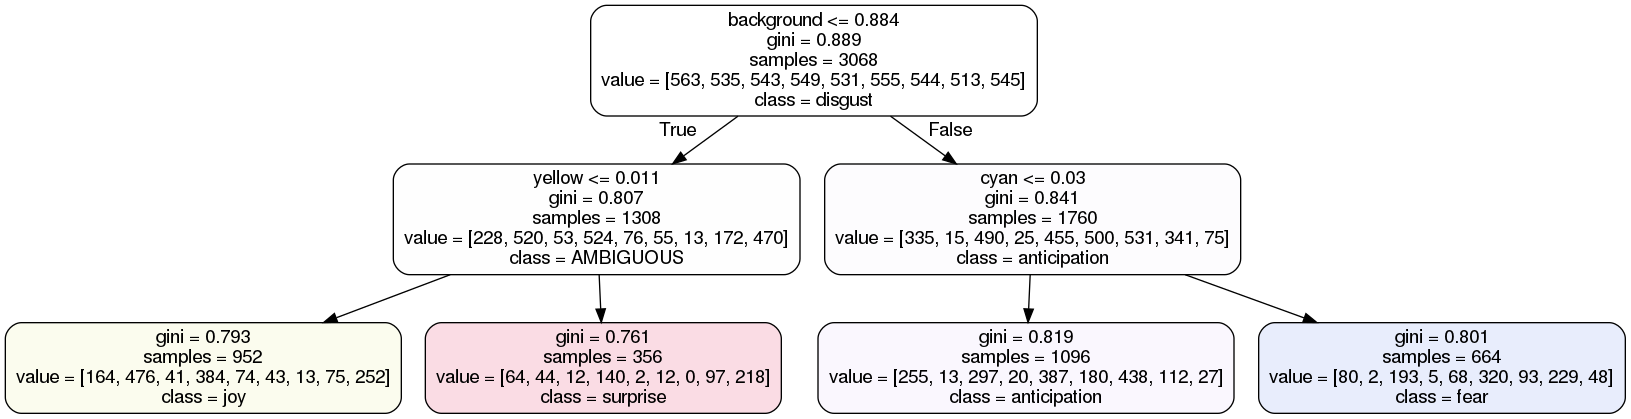 background <= 0.884
gini = 0.889
samples = 3068
value = [563, 535, 543, 549, 531, 555, 544, 513, 545]
class = disgust
True
False
yellow <= 0.011
gini = 0.807
samples = 1308
value = [228, 520, 53, 524, 76, 55, 13, 172, 470]
class = AMBIGUOUS
cyan <= 0.03
gini = 0.841
samples = 1760
value = [335, 15, 490, 25, 455, 500, 531, 341, 75]
class = anticipation
gini = 0.793
samples = 952
value = [164, 476, 41, 384, 74, 43, 13, 75, 252]
class = joy
gini = 0.761
samples = 356
value = [64, 44, 12, 140, 2, 12, 0, 97, 218]
class = surprise
gini = 0.819
samples = 1096
value = [255, 13, 297, 20, 387, 180, 438, 112, 27]
class = anticipation
gini = 0.801
samples = 664
value = [80, 2, 193, 5, 68, 320, 93, 229, 48]
class = fear